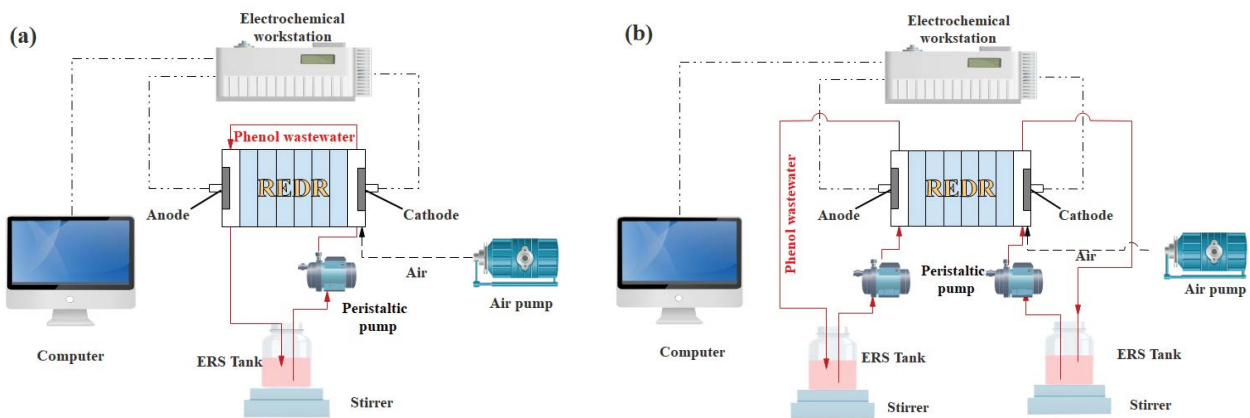 (a)
Electrochemical
workstation
Phenol wastewater
REDR
Anode
Cathode
Air
Air pump
Peristaltic
pump
Computer
ERS Tank
Stirrer
(b)
Electrochemical
workstation
Phenol wastewater
REDR
Anode
Cathode
Air
Air pump
Peristaltic
pump
Computer
ERS Tank
ERS Tank
Stirrer
Stirrer